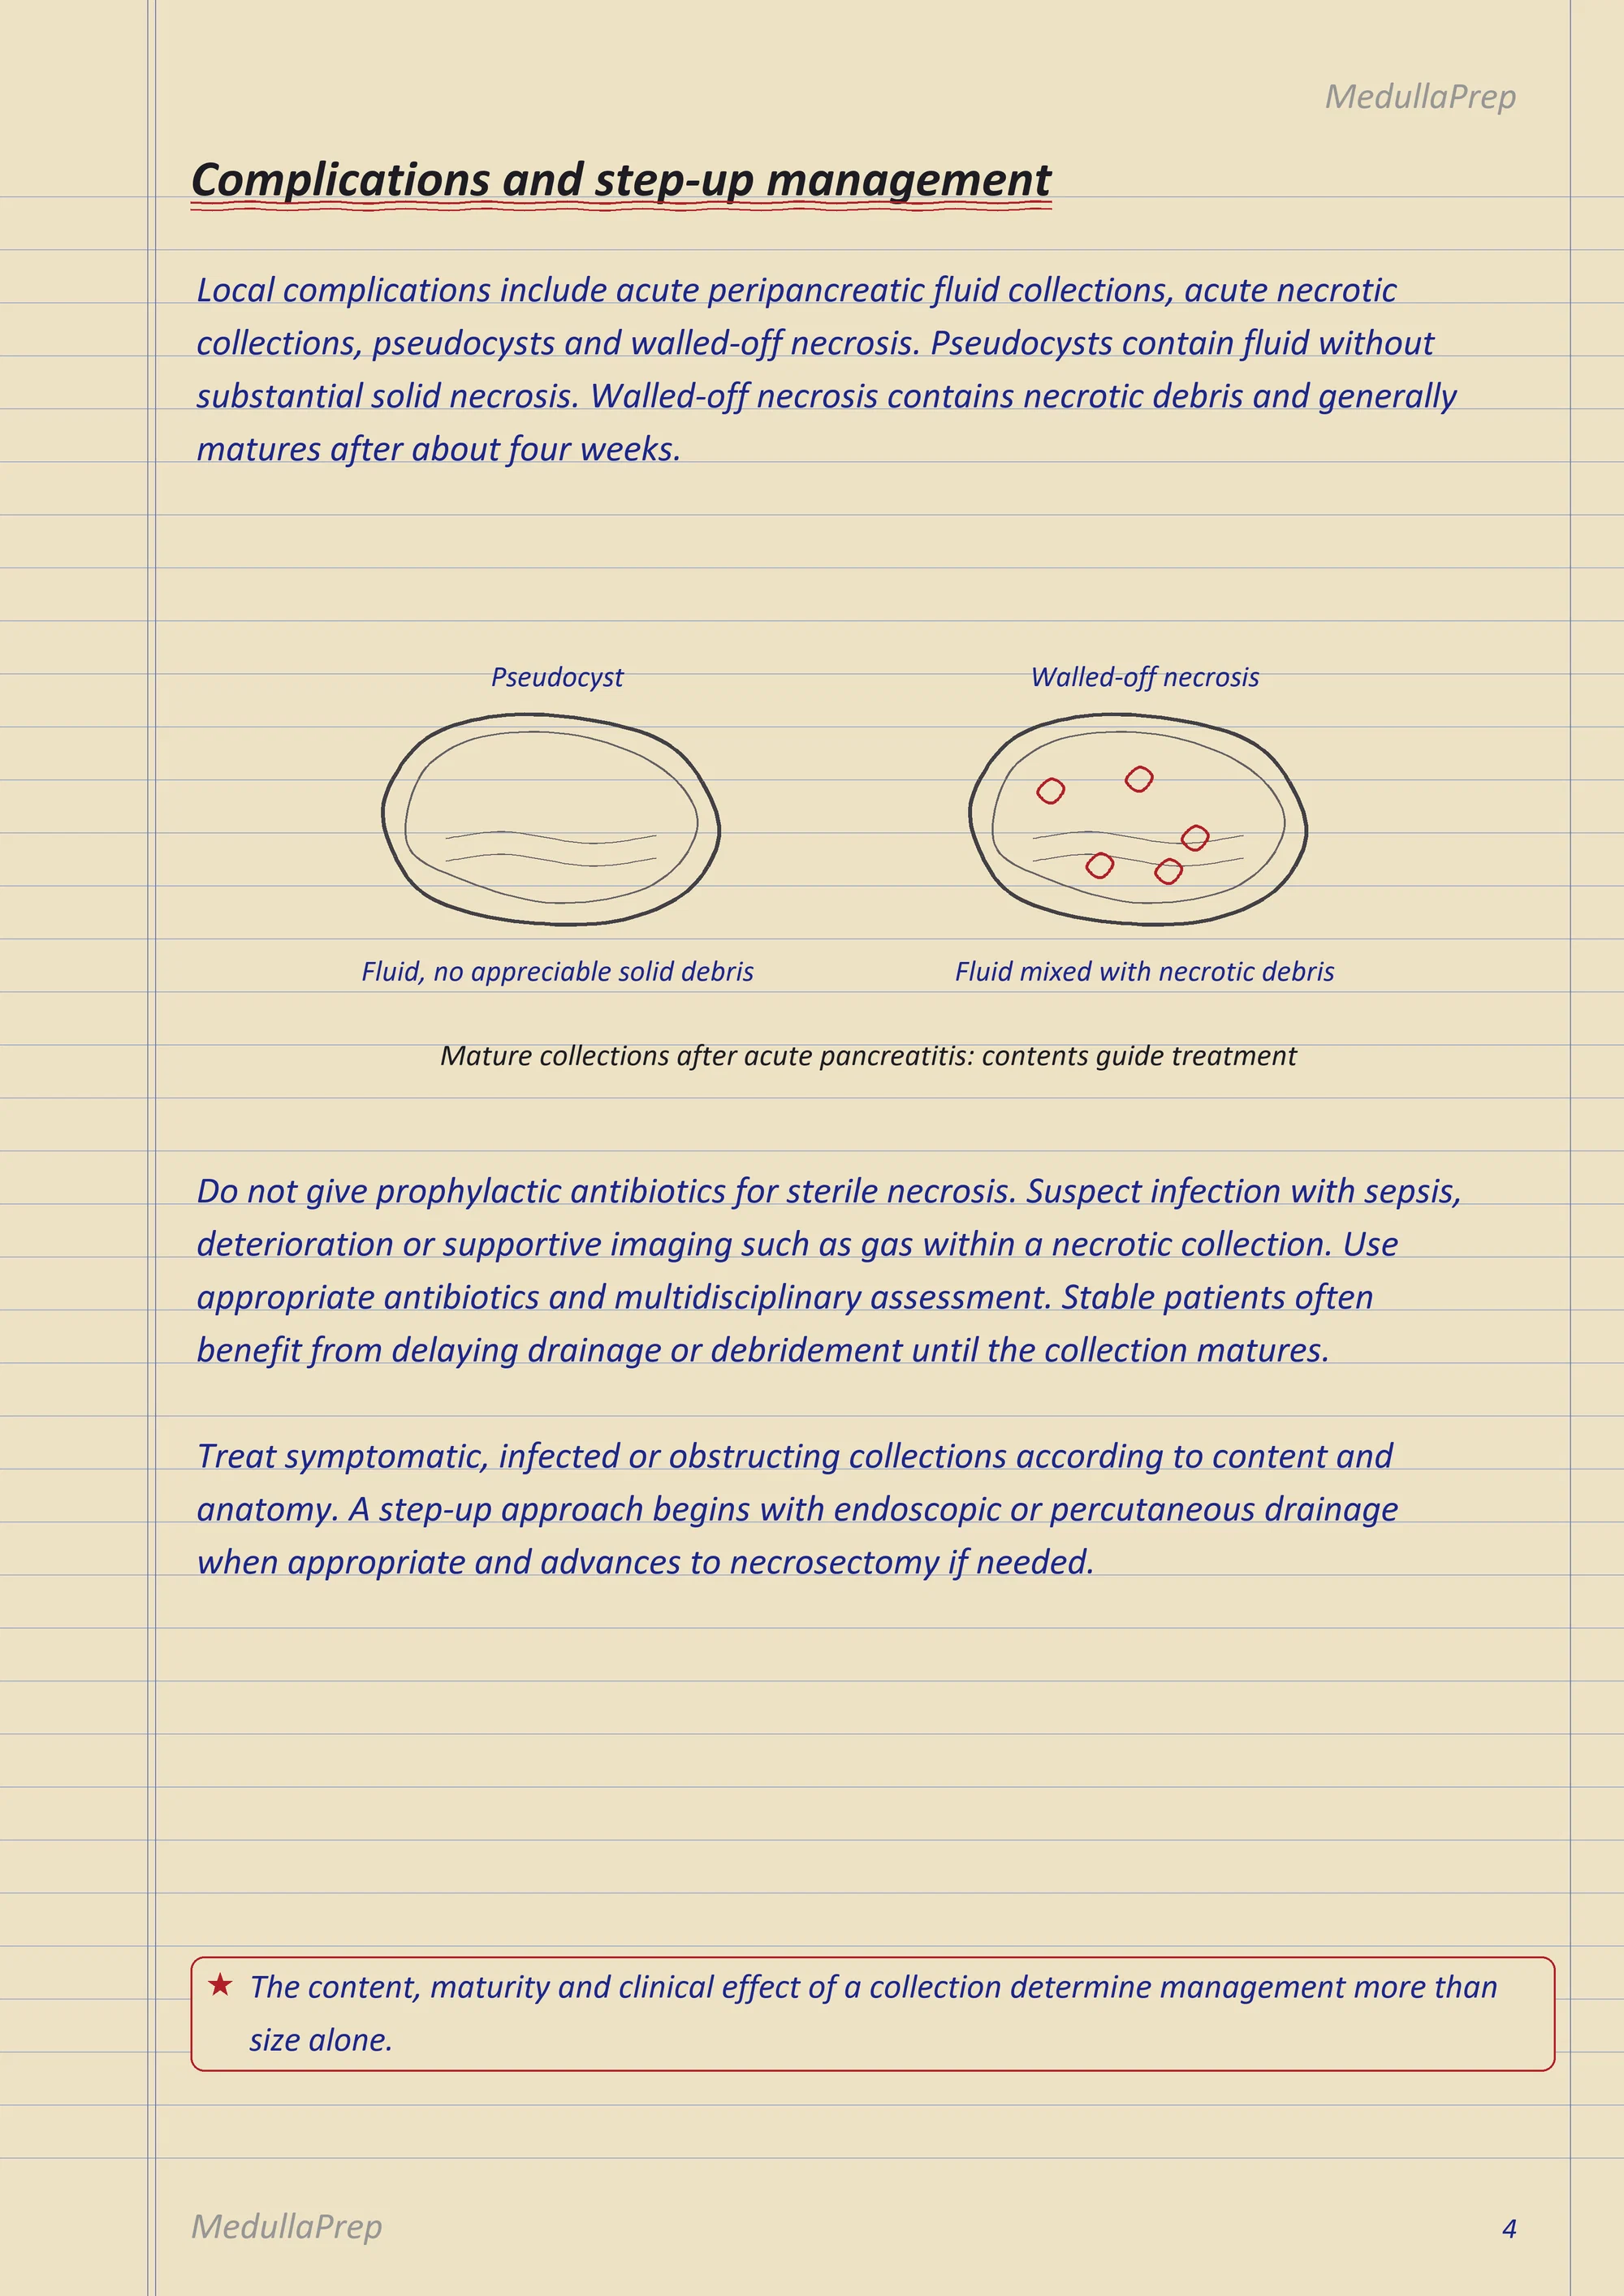 MedullaPrep
Complications and step-up management
Local complications include acute peripancreatic fluid collections, acute necrotic
collections, pseudocysts and walled-off necrosis. Pseudocysts contain fluid without
substantial solid necrosis. Walled-off necrosis contains necrotic debris and generally
matures after about four weeks.
Pseudocyst
Walled-off necrosis
Fluid, no appreciable solid debris
Fluid mixed with necrotic debris
Mature collections after acute pancreatitis: contents guide treatment
Do not give prophylactic antibiotics for sterile necrosis. Suspect infection with sepsis,
deterioration or supportive imaging such as gas within a necrotic collection. Use
appropriate antibiotics and multidisciplinary assessment. Stable patients often
benefit from delaying drainage or debridement until the collection matures.
Treat symptomatic, infected or obstructing collections according to content and
anatomy. A step-up approach begins with endoscopic or percutaneous drainage
when appropriate and advances to necrosectomy if needed.
★ The content, maturity and clinical effect of a collection determine management more than
size alone.
MedullaPrep
4